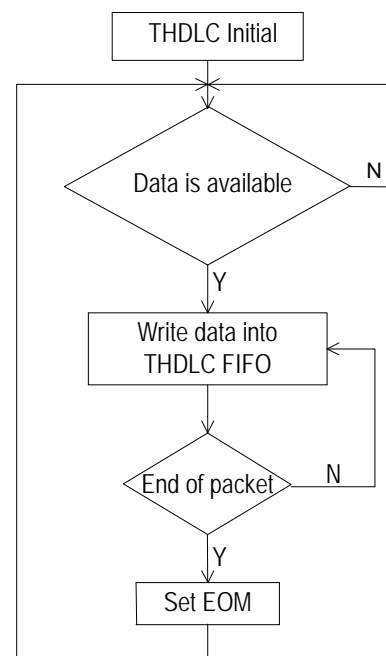 THDLC Initial
Data is available
N
Y
Write data into
THDLC FIFO
End of packet
N
Y
Set EOM